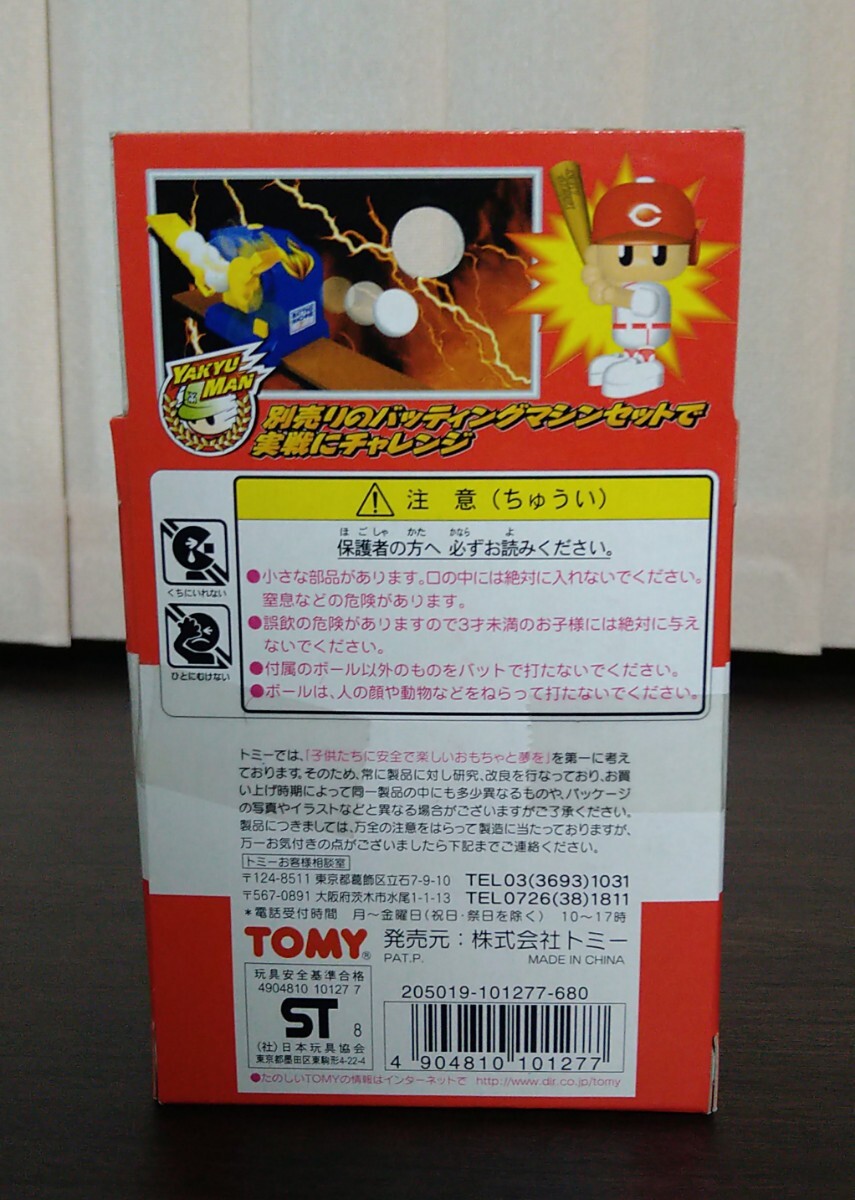 C
YAKYU
MAN
別売りのバッティングマシンセットで
実戦にチャレンジ
注 意（ちゅうい）
ほごしゃ かた かなら よ
保護者の方へ 必ずお読みください。
●小さな部品があります。口の中には絶対に入れないでください。
窒息などの危険があります。
●誤飲の危険がありますので3才未満のお子様には絶対に与え
ないでください。
●付属のボール以外のものをバットで打たないでください。
●ボールは、人の顔や動物などをねらって打たないでください。
くちにいれない
ひとにむけない
トミーでは、「子供たちに安全で楽しいおもちゃと夢を」を第一に考え
ております。そのため、常に製品に対し研究、改良を行なっており、お買
い上げ時期によって同一製品の中にも多少異なるものや、パッケージ
の写真やイラストなどと異なる場合がございますがご了承ください。
製品につきましては、万全の注意をはらって製造に当たっておりますが、
万一お気付きの点がございましたら下記までご連絡ください。
トミーお客様相談室
〒124-8511 東京都葛飾区立石7-9-10 TEL03(3693)1031
〒567-0891 大阪府茨木市水尾1-1-13 TEL0726(38)1811
＊電話受付時間 月～金曜日（祝日・祭日を除く） 10～17時
TOMY® 発売元：株式会社トミー
PAT.P. MADE IN CHINA
玩具安全基準合格
4904810 10127 7
ST 8
（社）日本玩具協会
東京都墨田区東駒形4-22-4
205019-101277-680
4 904810 101277
●たのしいTOMYの情報はインターネットで http://www.dir.co.jp/tomy